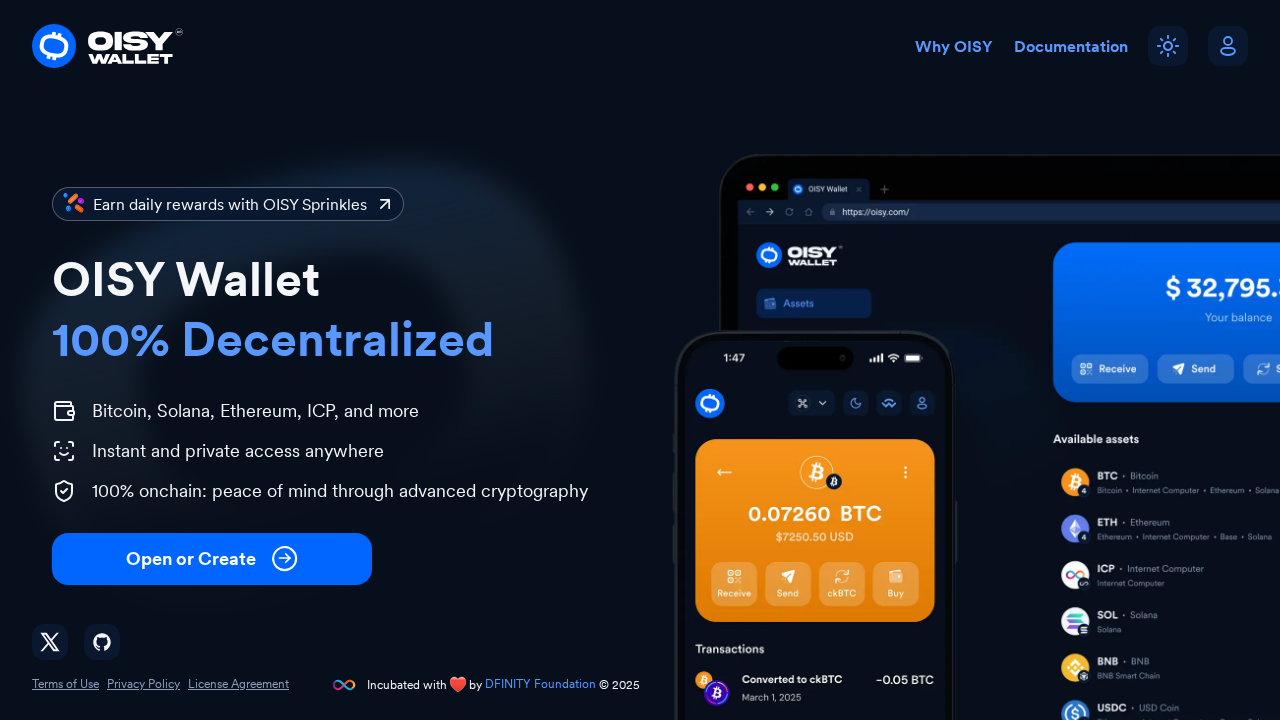 OISY
WALLET
Why OISY
Documentation
Earn daily rewards with OISY Sprinkles
OISY Wallet
100% Decentralized
Bitcoin, Solana, Ethereum, ICP, and more
Instant and private access anywhere
100% onchain: peace of mind through advanced cryptography
Open or Create
Terms of Use Privacy Policy License Agreement
Incubated with ❤️ by DFINITY Foundation © 2025
OISY Wallet
https://oisy.com/
OISY
WALLET
Assets
$ 32,795.
Your balance
Receive Send
Available assets
BTC • Bitcoin
Bitcoin • Internet Computer • Ethereum • Solana
ETH • Ethereum
Ethereum • Internet Computer • Base • Solana
ICP • Internet Computer
Internet Computer
SOL • Solana
Solana
BNB • BNB
BNB Smart Chain
USDC • USD Coin
1:47
0.07260 BTC
$7250.50 USD
Receive Send ckBTC Buy
Transactions
Converted to ckBTC −0.05 BTC
March 1, 2025